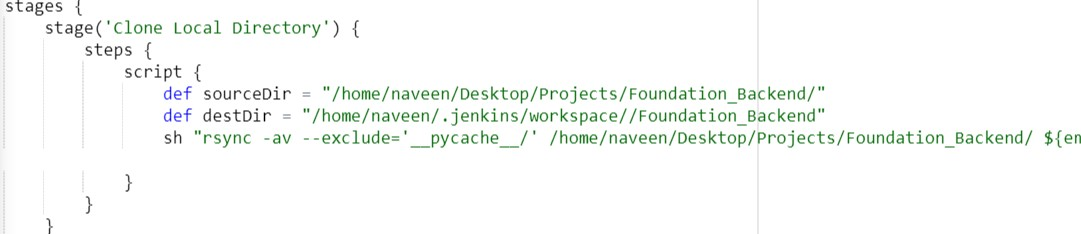 stages {
stage('Clone Local Directory') {
steps {
script {
def sourceDir = "/home/naveen/Desktop/Projects/Foundation_Backend/"
def destDir = "/home/naveen/.jenkins/workspace//Foundation_Backend"
sh "rsync -av --exclude='__pycache__/' /home/naveen/Desktop/Projects/Foundation_Backend/ ${en
}
}
}